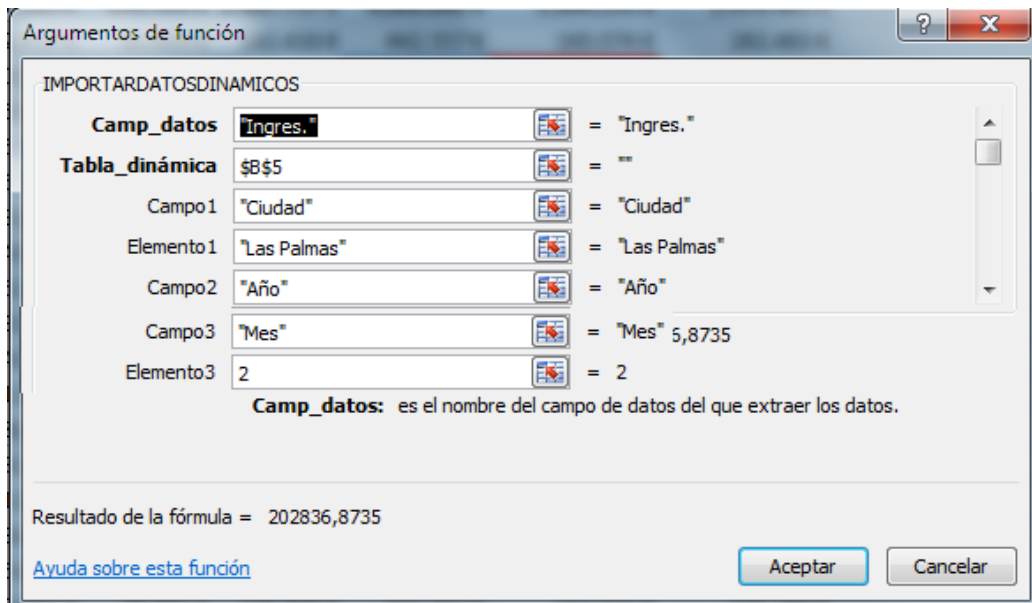 Argumentos de función
IMPORTARDATOSDINAMICOS
Camp_datos "Ingres." = "Ingres."
Tabla_dinámica $B$5 = ""
Campo1 "Ciudad" = "Ciudad"
Elemento1 "Las Palmas" = "Las Palmas"
Campo2 "Año" = "Año"
Campo3 "Mes" = "Mes" 6,8735
Elemento3 2 = 2
Camp_datos: es el nombre del campo de datos del que extraer los datos.
Resultado de la fórmula = 202836,8735
Ayuda sobre esta función Aceptar Cancelar